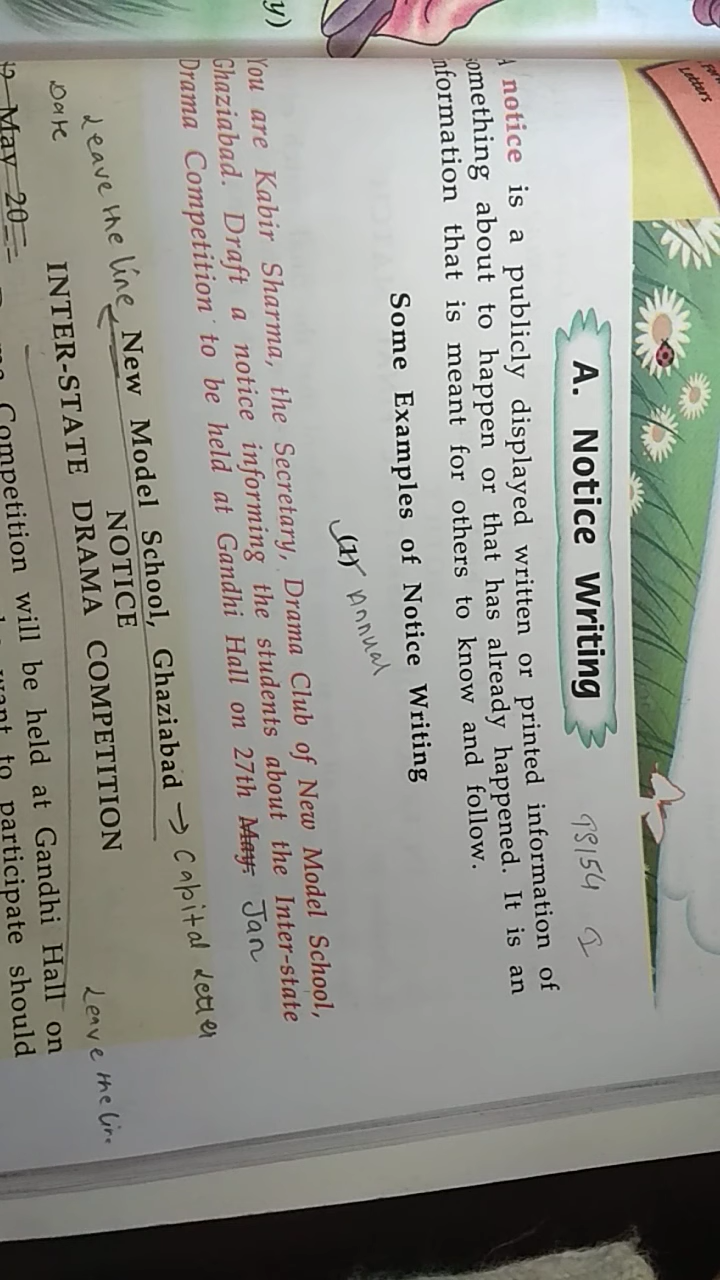 Letters
A. Notice Writing
notice is a publicly displayed written or printed information of
something about to happen or that has already happened. It is an
information that is meant for others to know and follow.
Some Examples of Notice Writing
(1) Annual
You are Kabir Sharma, the Secretary, Drama Club of New Model School,
Ghaziabad. Draft a notice informing the students about the Inter-state
Drama Competition to be held at Gandhi Hall on 27th May. Jan
New Model School, Ghaziabad → Capital Letter
Leave the line
NOTICE
Date
INTER-STATE DRAMA COMPETITION
Leave the line
May 20
Competition will be held at Gandhi Hall on
want to participate should